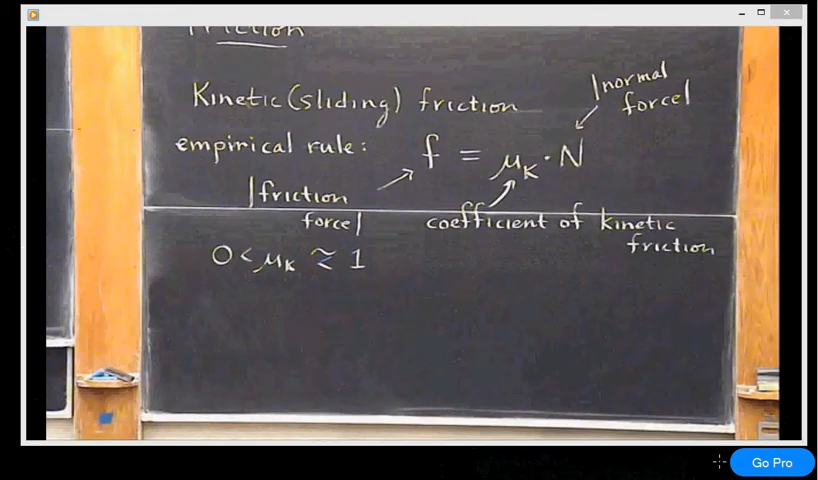 Friction
Kinetic (sliding) friction
|normal
force|
empirical rule: f = μK · N
|friction
force|
coefficient of kinetic
friction
0 < μK ≲ 1
Go Pro